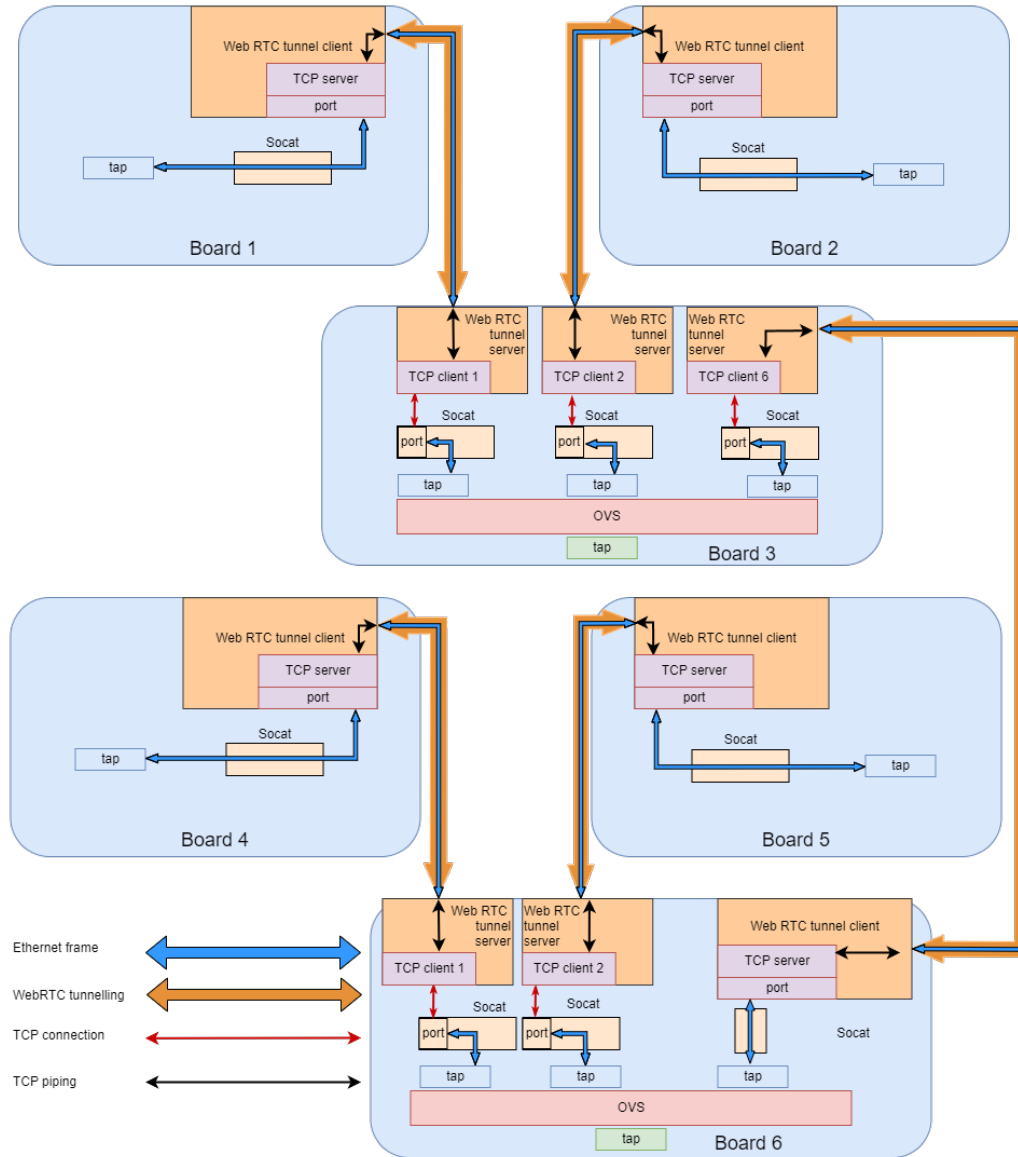 Web RTC tunnel client
TCP server
port
Socat
tap
Board 1
Web RTC tunnel client
TCP server
port
Socat
tap
Board 2
Web RTC
tunnel
server
TCP client 1
Socat
port
tap
Web RTC
tunnel
server
TCP client 2
Socat
port
tap
Web RTC
tunnel
server
TCP client 6
Socat
port
tap
OVS
tap
Board 3
Web RTC tunnel client
TCP server
port
Socat
tap
Board 4
Web RTC tunnel client
TCP server
port
Socat
tap
Board 5
Web RTC
tunnel
server
TCP client 1
Socat
port
tap
Web RTC
tunnel
server
TCP client 2
Socat
port
tap
Web RTC tunnel client
TCP server
port
Socat
tap
OVS
tap
Board 6
Ethernet frame
WebRTC tunnelling
TCP connection
TCP piping